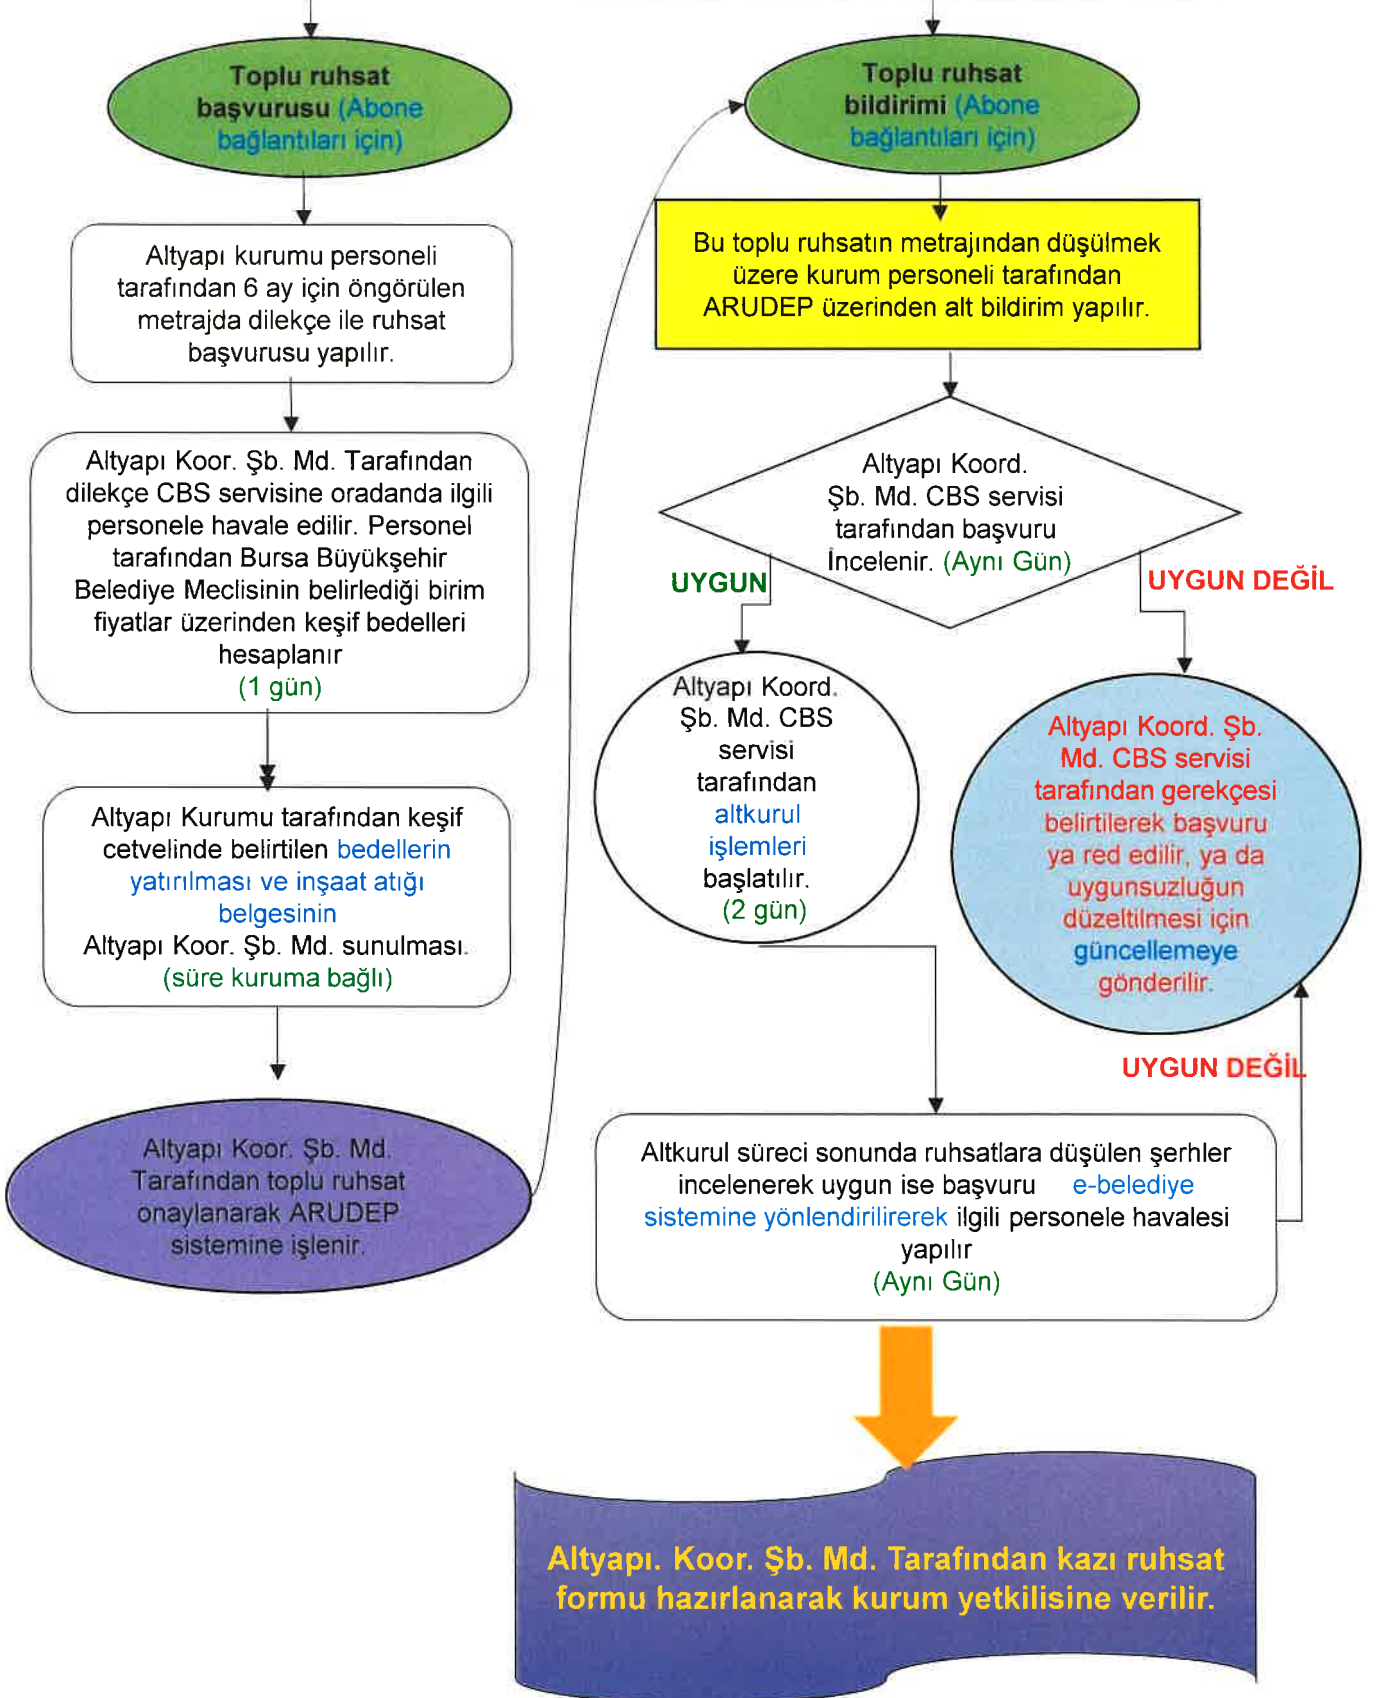 Toplu ruhsat
başvurusu (Abone
bağlantıları için)
Altyapı kurumu personeli
tarafından 6 ay için öngörülen
metrajda dilekçe ile ruhsat
başvurusu yapılır.
Altyapı Koor. Şb. Md. Tarafından
dilekçe CBS servisine oradanda ilgili
personele havale edilir. Personel
tarafından Bursa Büyükşehir
Belediye Meclisinin belirlediği birim
fiyatlar üzerinden keşif bedelleri
hesaplanır
(1 gün)
Altyapı Kurumu tarafından keşif
cetvelinde belirtilen bedellerin
yatırılması ve inşaat atığı
belgesinin
Altyapı Koor. Şb. Md. sunulması.
(süre kuruma bağlı)
Altyapı Koor. Şb. Md.
Tarafından toplu ruhsat
onaylanarak ARUDEP
sistemine işlenir.
Toplu ruhsat
bildirimi (Abone
bağlantıları için)
Bu toplu ruhsatın metrajından düşülmek
üzere kurum personeli tarafından
ARUDEP üzerinden alt bildirim yapılır.
Altyapı Koord.
Şb. Md. CBS servisi
tarafından başvuru
İncelenir. (Aynı Gün)
UYGUN
UYGUN DEĞİL
Altyapı Koord.
Şb. Md. CBS
servisi
tarafından
altkurul
işlemleri
başlatılır.
(2 gün)
Altyapı Koord. Şb.
Md. CBS servisi
tarafından gerekçesi
belirtilerek başvuru
ya red edilir, ya da
uygunsuzluğun
düzeltilmesi için
güncellemeye
gönderilir.
UYGUN DEĞİL
Altkurul süreci sonunda ruhsatlara düşülen şerhler
incelenerek uygun ise başvuru e-belediye
sistemine yönlendirilirerek ilgili personele havalesi
yapılır
(Aynı Gün)
Altyapı. Koor. Şb. Md. Tarafından kazı ruhsat
formu hazırlanarak kurum yetkilisine verilir.